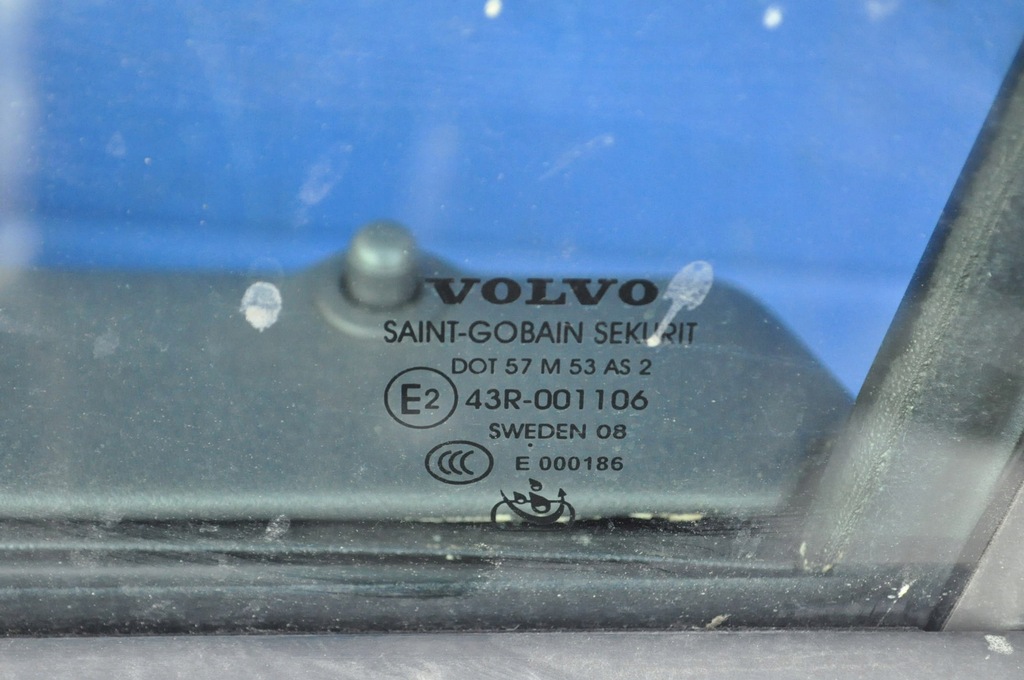 VOLVO
SAINT-GOBAIN SEKURIT
DOT 57 M 53 AS 2
E2 43R-001106
SWEDEN 08
CCC E 000186